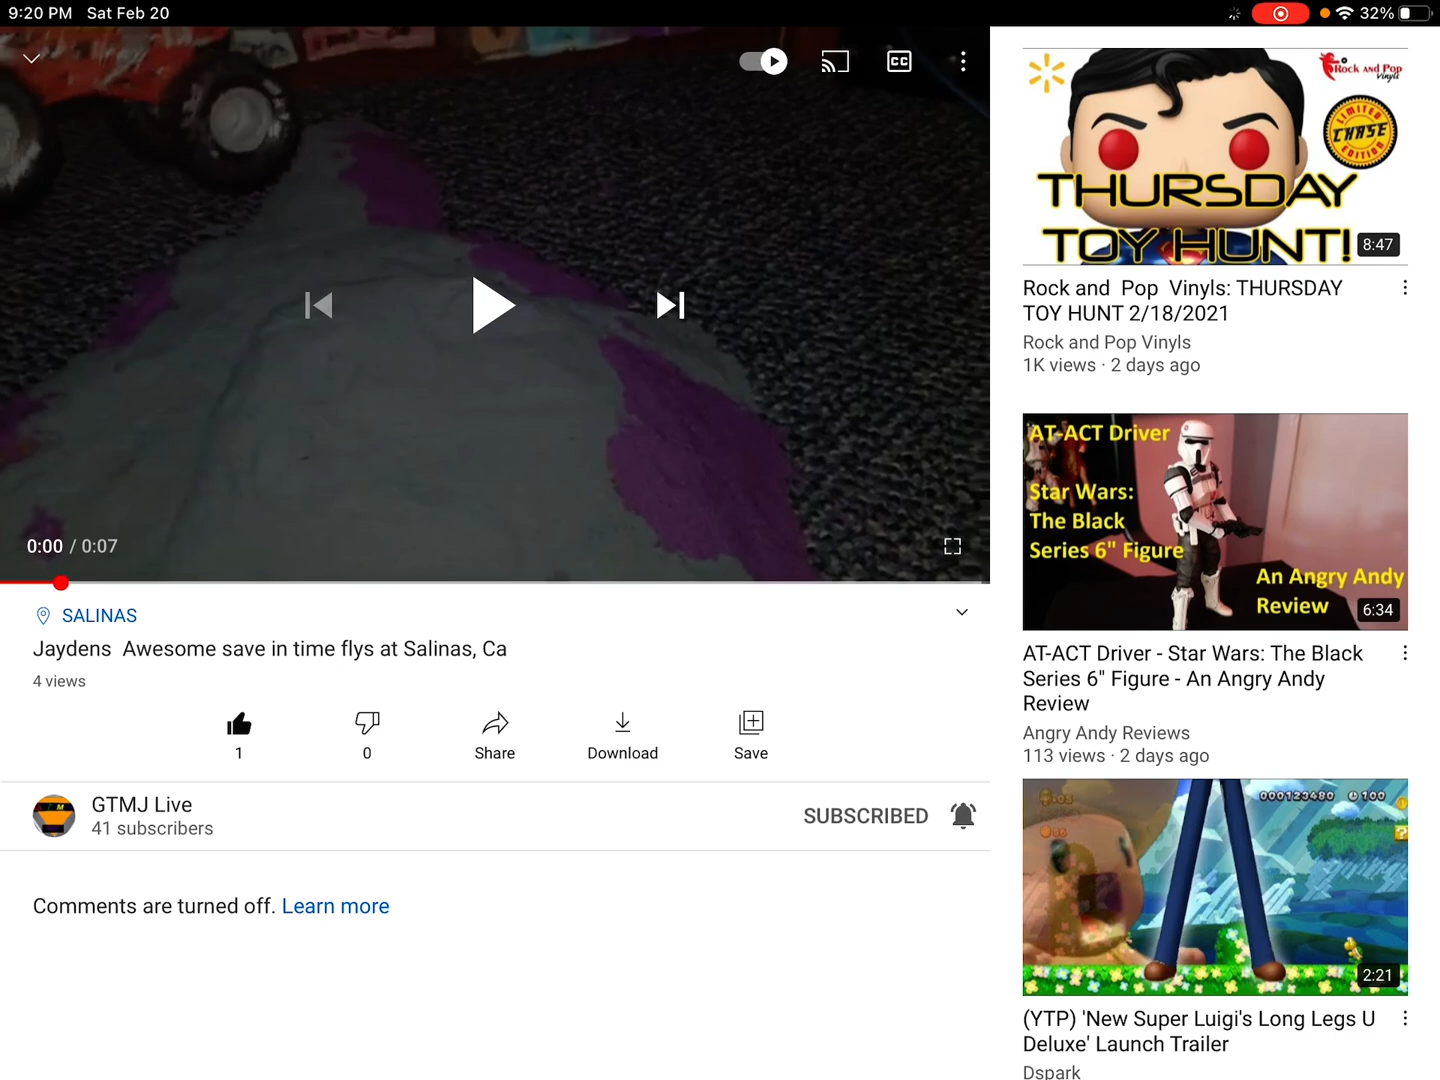 9:20 PM Sat Feb 20
32%
CC
0:00 / 0:07
SALINAS
Jaydens Awesome save in time flys at Salinas, Ca
4 views
1
0
Share
Download
Save
M
GTMJ Live
41 subscribers
SUBSCRIBED
Comments are turned off. Learn more
Rock and Pop
Vinyls
LIMITED
CHASE
EDITION
THURSDAY
TOY HUNT!
8:47
Rock and Pop Vinyls: THURSDAY
TOY HUNT 2/18/2021
Rock and Pop Vinyls
1K views · 2 days ago
AT-ACT Driver
Star Wars:
The Black
Series 6" Figure
An Angry Andy
Review
6:34
AT-ACT Driver - Star Wars: The Black
Series 6" Figure - An Angry Andy
Review
Angry Andy Reviews
113 views · 2 days ago
000123480 100
2:21
(YTP) 'New Super Luigi's Long Legs U
Deluxe' Launch Trailer
Dspark